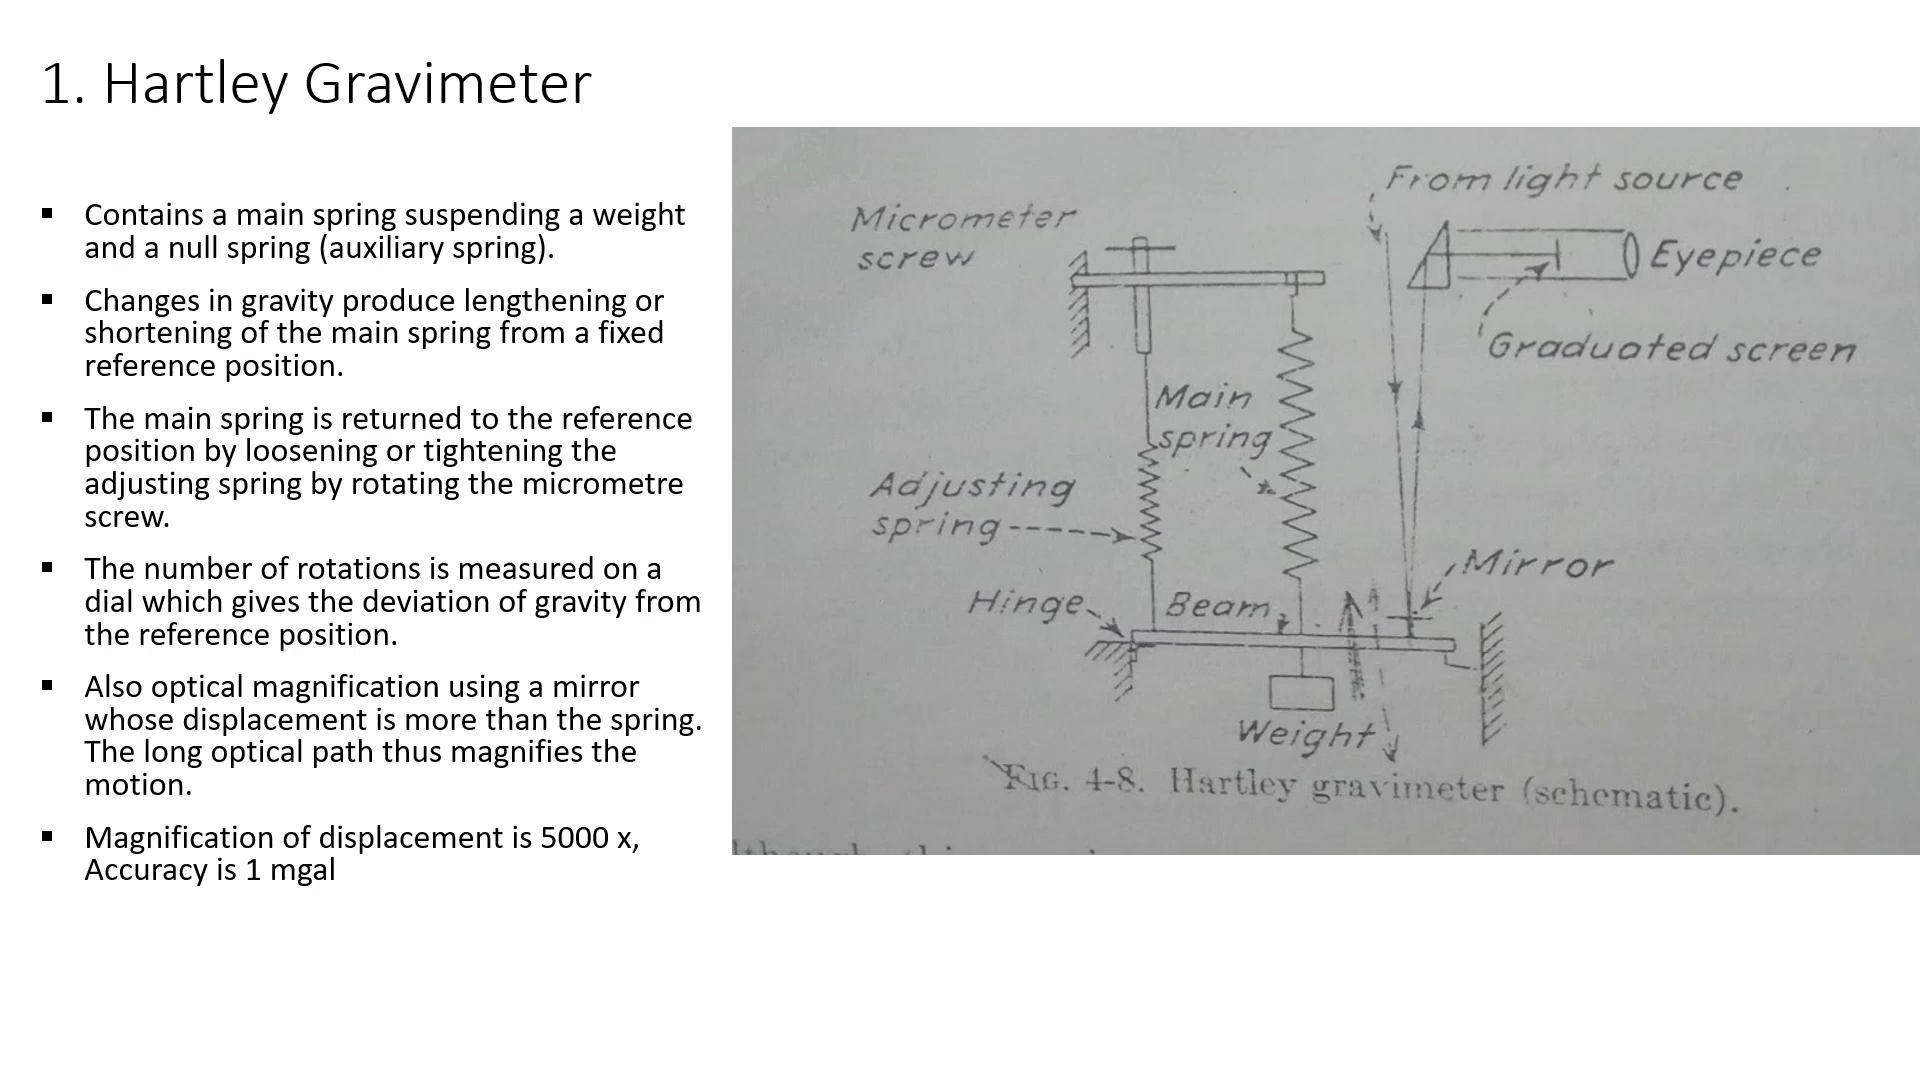 1. Hartley Gravimeter
▪ Contains a main spring suspending a weight
and a null spring (auxiliary spring).
▪ Changes in gravity produce lengthening or
shortening of the main spring from a fixed
reference position.
▪ The main spring is returned to the reference
position by loosening or tightening the
adjusting spring by rotating the micrometre
screw.
▪ The number of rotations is measured on a
dial which gives the deviation of gravity from
the reference position.
▪ Also optical magnification using a mirror
whose displacement is more than the spring.
The long optical path thus magnifies the
motion.
▪ Magnification of displacement is 5000 x,
Accuracy is 1 mgal
From light source
Micrometer
screw
Eyepiece
Graduated screen
Main
spring
Adjusting
spring
Mirror
Hinge
Beam
Weight
FIG. 4-8. Hartley gravimeter (schematic).